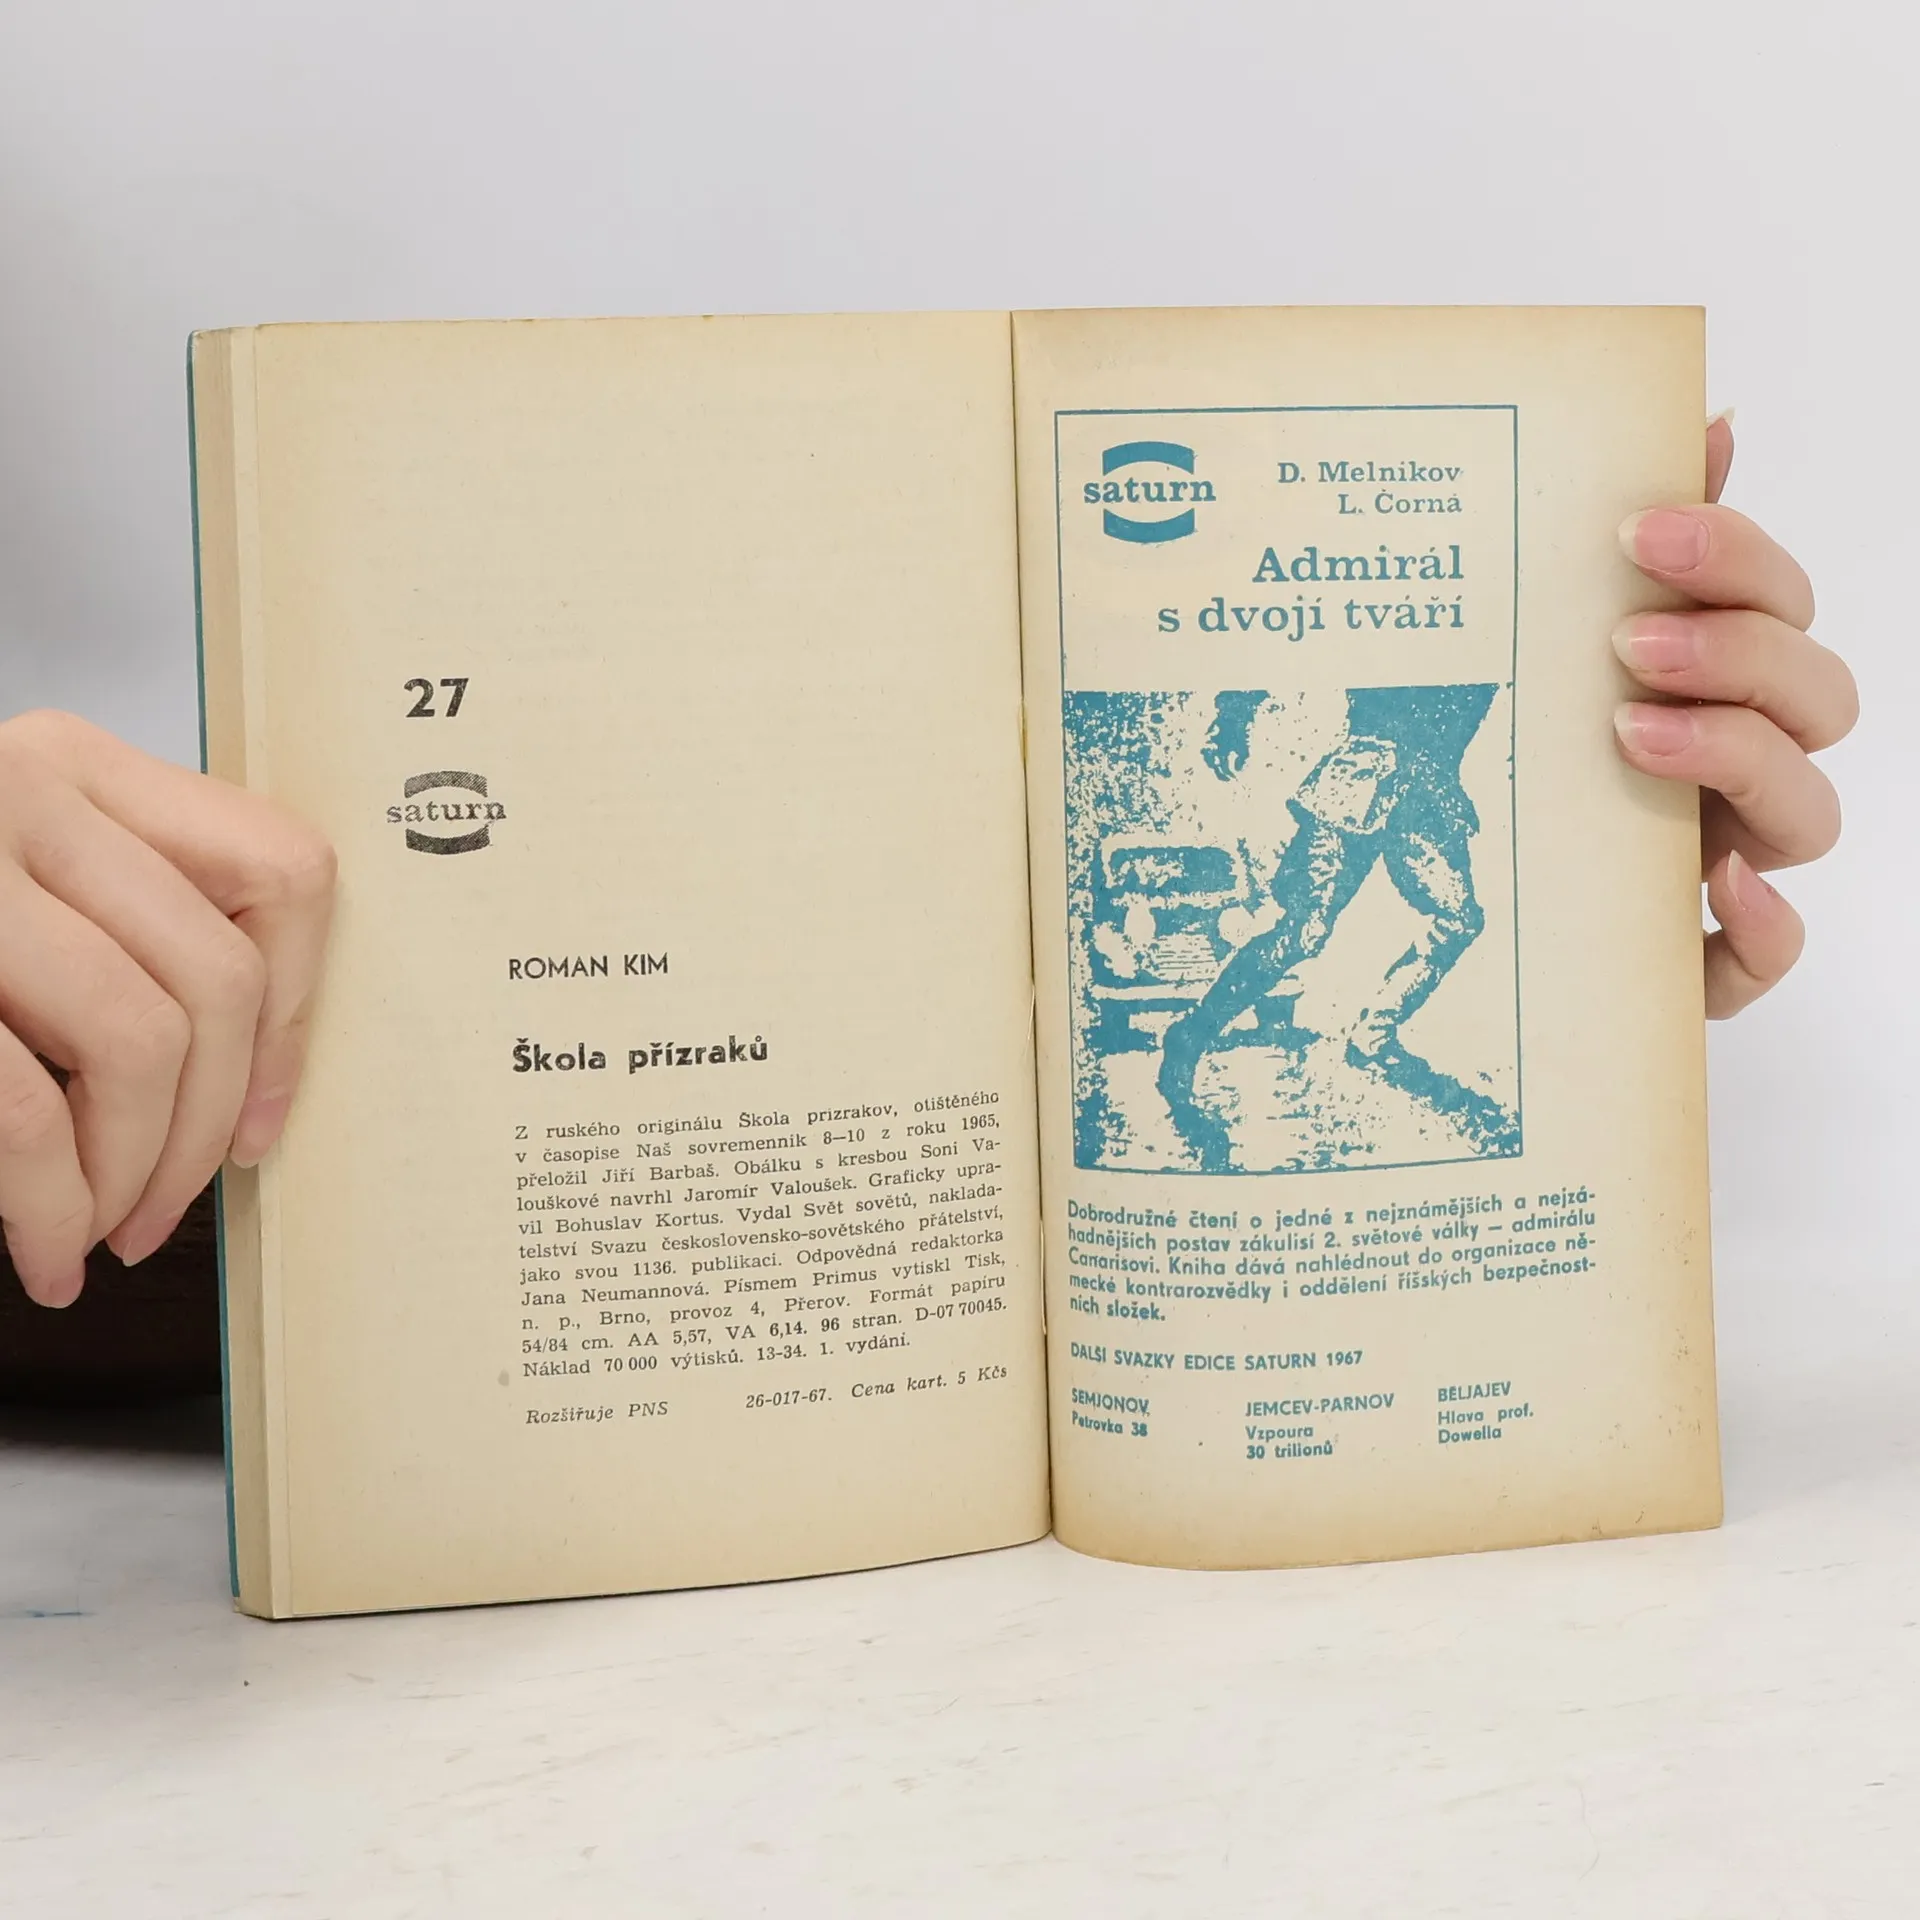 27
saturn
ROMAN KIM
Škola přízraků
Z ruského originálu Škola prizrakov, otištěného
v časopise Naš sovremennik 8—10 z roku 1965,
přeložil Jiří Barbaš. Obálku s kresbou Soni Va-
louškové navrhl Jaromír Valoušek. Graficky upra-
vil Bohuslav Kortus. Vydal Svět sovětů, naklada-
telství Svazu československo-sovětského přátelství,
jako svou 1136. publikaci. Odpovědná redaktorka
Jana Neumannová. Písmem Primus vytiskl Tisk,
n. p., Brno, provoz 4, Přerov. Formát papíru
54/84 cm. AA 5,57, VA 6,14. 96 stran. D-07 70045.
Náklad 70 000 výtisků. 13-34. 1. vydání.
Rozšiřuje PNS 26-017-67. Cena kart. 5 Kčs
saturn
D. Melnikov
L. Čorná
Admirál
s dvojí tváří
Dobrodružné čtení o jedné z nejznámějších a nejzá-
hadnějších postav zákulisí 2. světové války — admirálu
Canarisovi. Kniha dává nahlédnout do organizace ně-
mecké kontrarozvědky i oddělení říšských bezpečnost-
ních složek.
DALŠÍ SVAZKY EDICE SATURN 1967
SEMJONOV
Petrovka 38
JEMCEV-PARNOV
Vzpoura
30 trilionů
BĚLJAJEV
Hlava prof.
Dowella